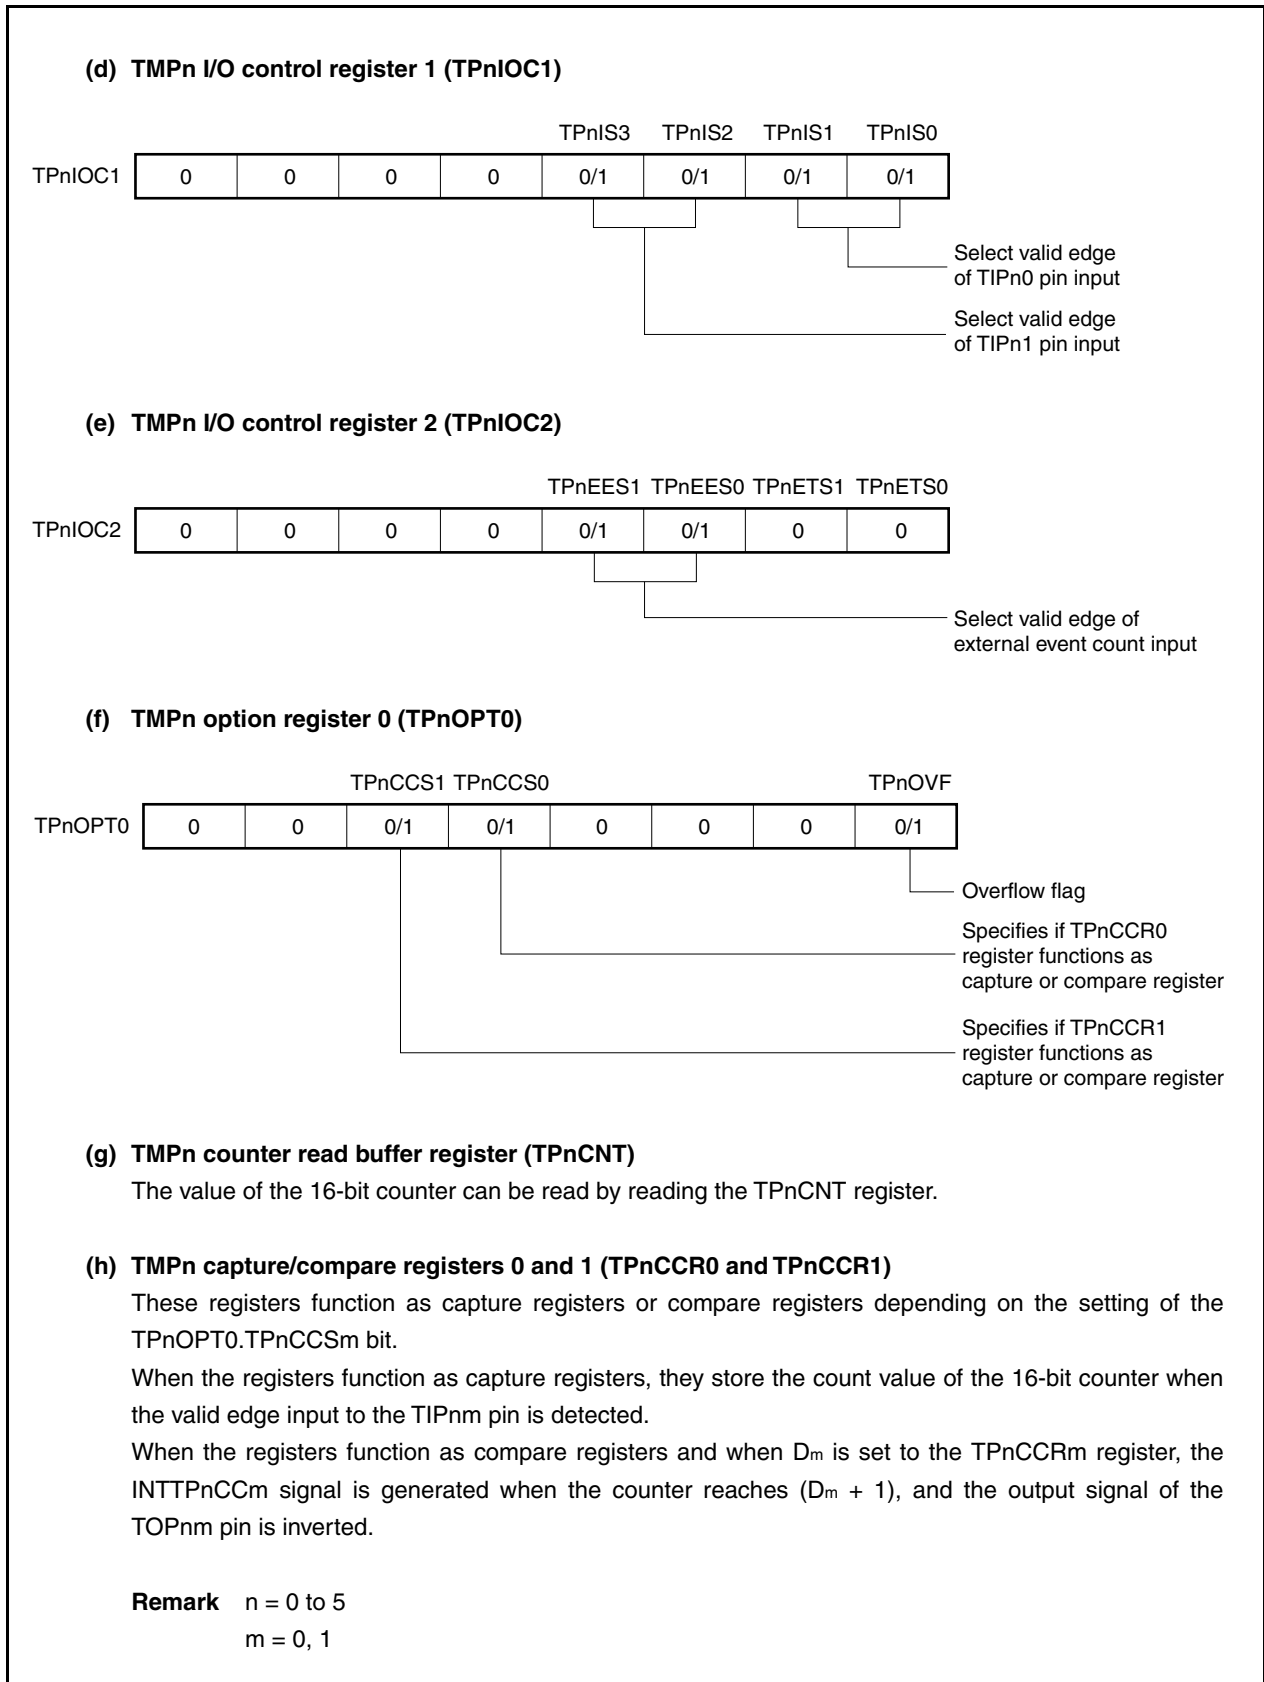 (d) TMPn I/O control register 1 (TPnIOC1)
TPnIS3 TPnIS2 TPnIS1 TPnIS0
TPnIOC1 0 0 0 0 0/1 0/1 0/1 0/1
Select valid edge
of TIPn0 pin input
Select valid edge
of TIPn1 pin input
(e) TMPn I/O control register 2 (TPnIOC2)
TPnEES1 TPnEES0 TPnETS1 TPnETS0
TPnIOC2 0 0 0 0 0/1 0/1 0 0
Select valid edge of
external event count input
(f) TMPn option register 0 (TPnOPT0)
TPnCCS1 TPnCCS0 TPnOVF
TPnOPT0 0 0 0/1 0/1 0 0 0 0/1
Overflow flag
Specifies if TPnCCR0
register functions as
capture or compare register
Specifies if TPnCCR1
register functions as
capture or compare register
(g) TMPn counter read buffer register (TPnCNT)
The value of the 16-bit counter can be read by reading the TPnCNT register.
(h) TMPn capture/compare registers 0 and 1 (TPnCCR0 and TPnCCR1)
These registers function as capture registers or compare registers depending on the setting of the
TPnOPT0.TPnCCSm bit.
When the registers function as capture registers, they store the count value of the 16-bit counter when
the valid edge input to the TIPnm pin is detected.
When the registers function as compare registers and when Dm is set to the TPnCCRm register, the
INTTPnCCm signal is generated when the counter reaches (Dm + 1), and the output signal of the
TOPnm pin is inverted.
Remark n = 0 to 5
m = 0, 1